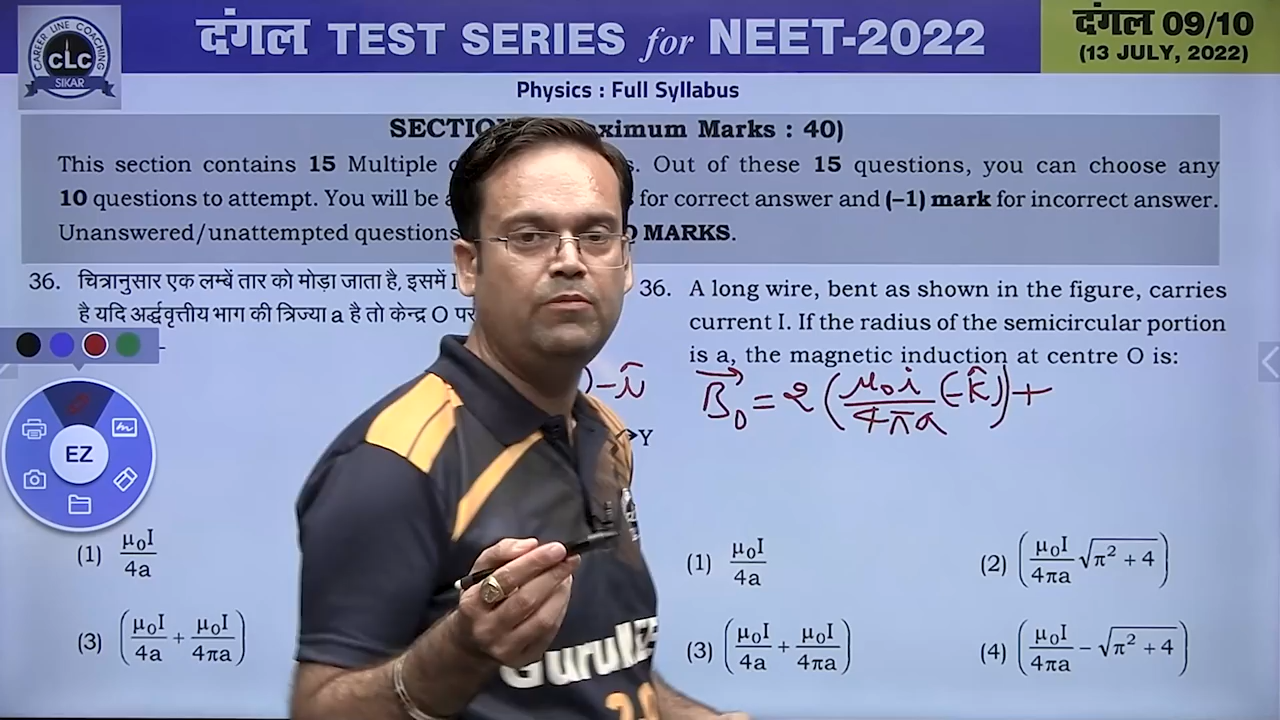 दंगल TEST SERIES for NEET-2022
दंगल 09/10
(13 JULY, 2022)
CAREER LINE COACHING
CLC
SIKAR
Physics : Full Syllabus
Marks : 40)
This section contains 15 Multiple Out of these 15 questions, you can choose any
10 questions to attempt. You will be for correct answer and (–1) mark for incorrect answer.
Unanswered/unattempted questions MARKS.
36. चित्रानुसार एक लम्बें तार को मोड़ा जाता है, इसमें
है यदि अर्द्धवृत्तीय भाग की त्रिज्या a है तो केन्द्र O पर
36. A long wire, bent as shown in the figure, carries
current I. If the radius of the semicircular portion
is a, the magnetic induction at centre O is:
B₀ = 2 (μ₀i/4πa (-k̂)) +
Y
EZ
(1) μ₀I/4a
(3) (μ₀I/4a + μ₀I/4πa)
(1) μ₀I/4a
(2) (μ₀I/4πa √(π² + 4))
(3) (μ₀I/4a + μ₀I/4πa)
(4) (μ₀I/4πa – √(π² + 4))